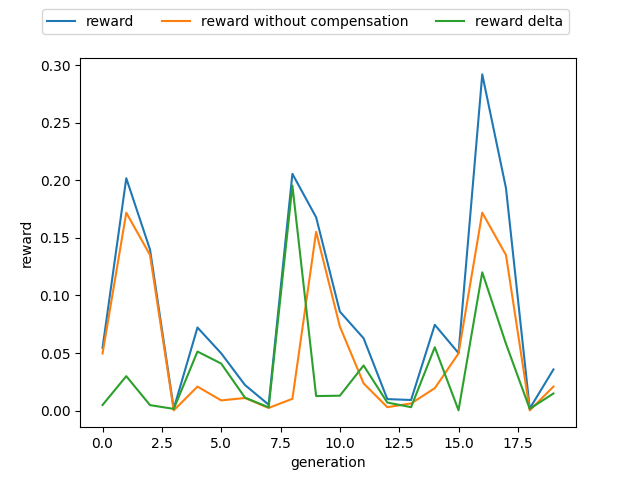 reward reward without compensation reward delta
0.30
0.25
0.20
0.15
0.10
0.05
0.00
reward
0.0 2.5 5.0 7.5 10.0 12.5 15.0 17.5
generation